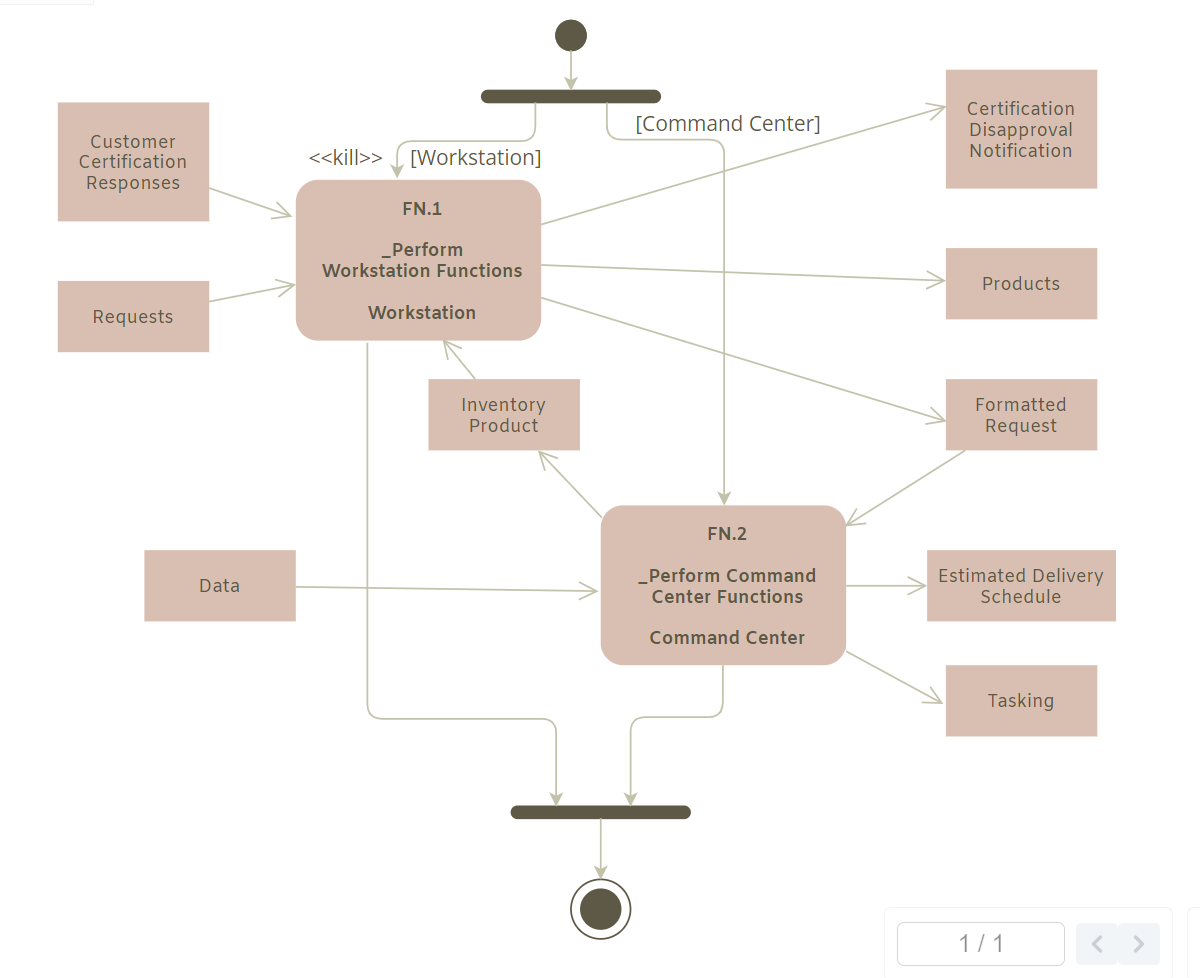 [Command Center]
<<kill>>
[Workstation]
Customer
Certification
Responses
Certification
Disapproval
Notification
FN.1
_Perform
Workstation Functions
Workstation
Requests
Products
Inventory
Product
Formatted
Request
FN.2
_Perform Command
Center Functions
Command Center
Data
Estimated Delivery
Schedule
Tasking
1 / 1